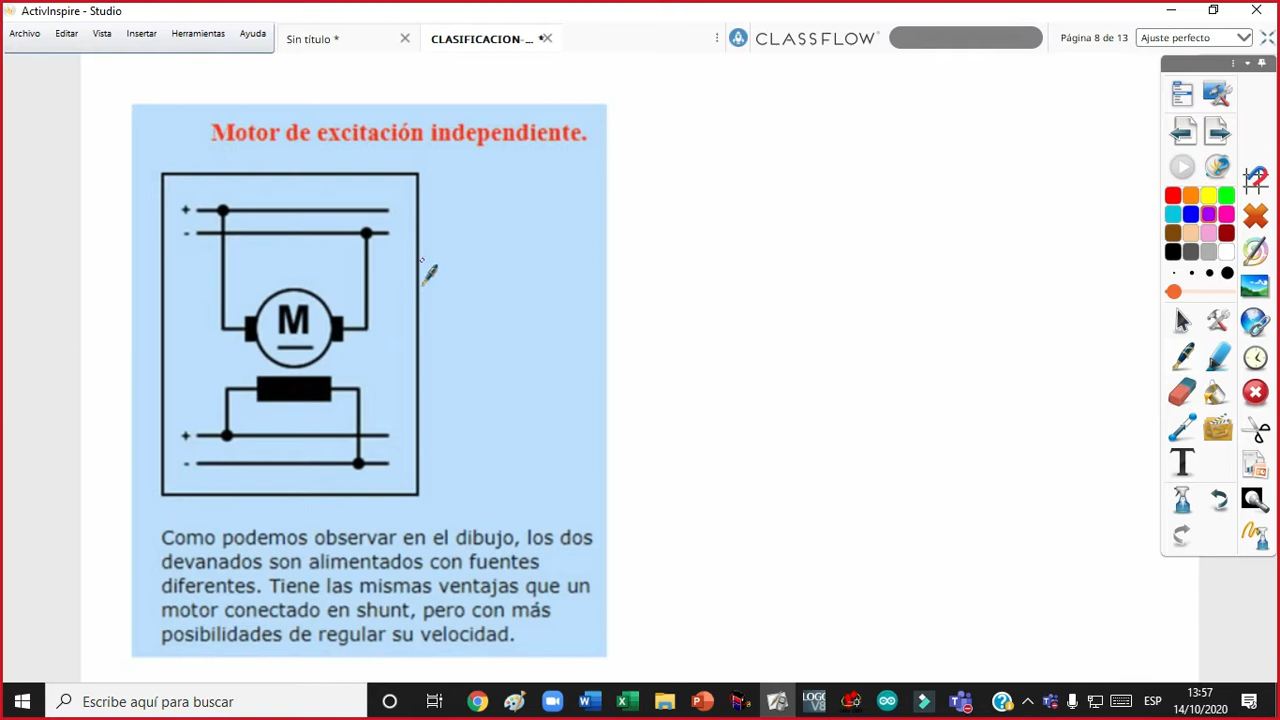 ActivInspire - Studio
Archivo Editar Vista Insertar Herramientas Ayuda
Sin título *
CLASIFICACION-... *
CLASSFLOW
Página 8 de 13
Ajuste perfecto
Motor de excitación independiente.
+
-
M
+
-
Como podemos observar en el dibujo, los dos
devanados son alimentados con fuentes
diferentes. Tiene las mismas ventajas que un
motor conectado en shunt, pero con más
posibilidades de regular su velocidad.
T
Escribe aquí para buscar
ESP
13:57
14/10/2020